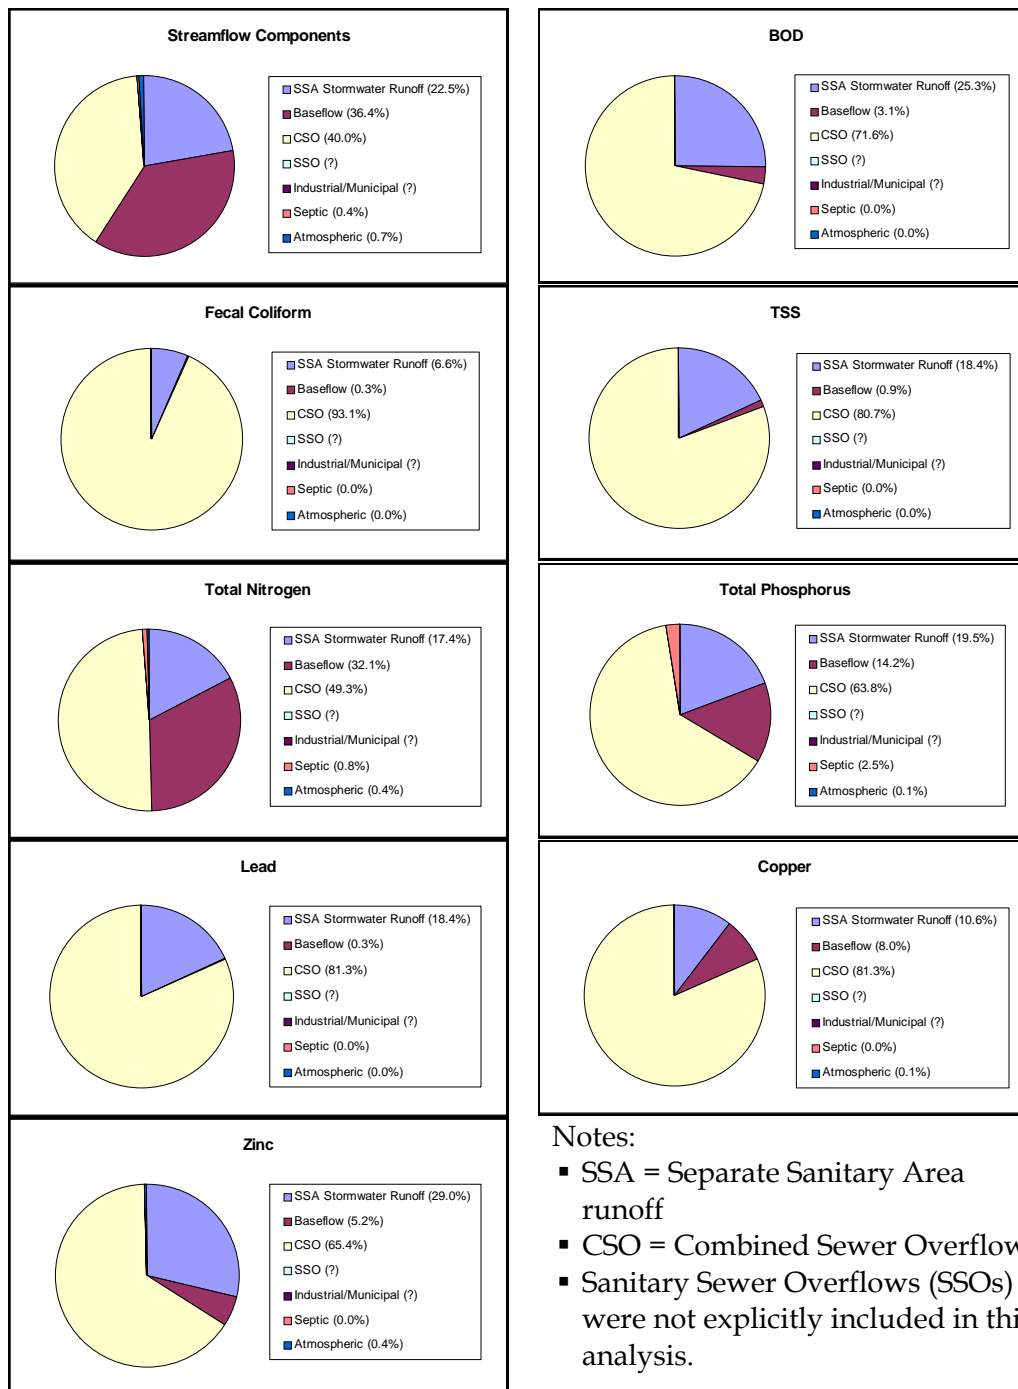 Streamflow Components
SSA Stormwater Runoff (22.5%)
Baseflow (36.4%)
CSO (40.0%)
SSO (?)
Industrial/Municipal (?)
Septic (0.4%)
Atmospheric (0.7%)
BOD
SSA Stormwater Runoff (25.3%)
Baseflow (3.1%)
CSO (71.6%)
SSO (?)
Industrial/Municipal (?)
Septic (0.0%)
Atmospheric (0.0%)
Fecal Coliform
SSA Stormwater Runoff (6.6%)
Baseflow (0.3%)
CSO (93.1%)
SSO (?)
Industrial/Municipal (?)
Septic (0.0%)
Atmospheric (0.0%)
TSS
SSA Stormwater Runoff (18.4%)
Baseflow (0.9%)
CSO (80.7%)
SSO (?)
Industrial/Municipal (?)
Septic (0.0%)
Atmospheric (0.0%)
Total Nitrogen
SSA Stormwater Runoff (17.4%)
Baseflow (32.1%)
CSO (49.3%)
SSO (?)
Industrial/Municipal (?)
Septic (0.8%)
Atmospheric (0.4%)
Total Phosphorus
SSA Stormwater Runoff (19.5%)
Baseflow (14.2%)
CSO (63.8%)
SSO (?)
Industrial/Municipal (?)
Septic (2.5%)
Atmospheric (0.1%)
Lead
SSA Stormwater Runoff (18.4%)
Baseflow (0.3%)
CSO (81.3%)
SSO (?)
Industrial/Municipal (?)
Septic (0.0%)
Atmospheric (0.0%)
Copper
SSA Stormwater Runoff (10.6%)
Baseflow (8.0%)
CSO (81.3%)
SSO (?)
Industrial/Municipal (?)
Septic (0.0%)
Atmospheric (0.1%)
Zinc
SSA Stormwater Runoff (29.0%)
Baseflow (5.2%)
CSO (65.4%)
SSO (?)
Industrial/Municipal (?)
Septic (0.0%)
Atmospheric (0.4%)
Notes:
▪ SSA = Separate Sanitary Area
runoff
▪ CSO = Combined Sewer Overflow
▪ Sanitary Sewer Overflows (SSOs)
were not explicitly included in thi
analysis.